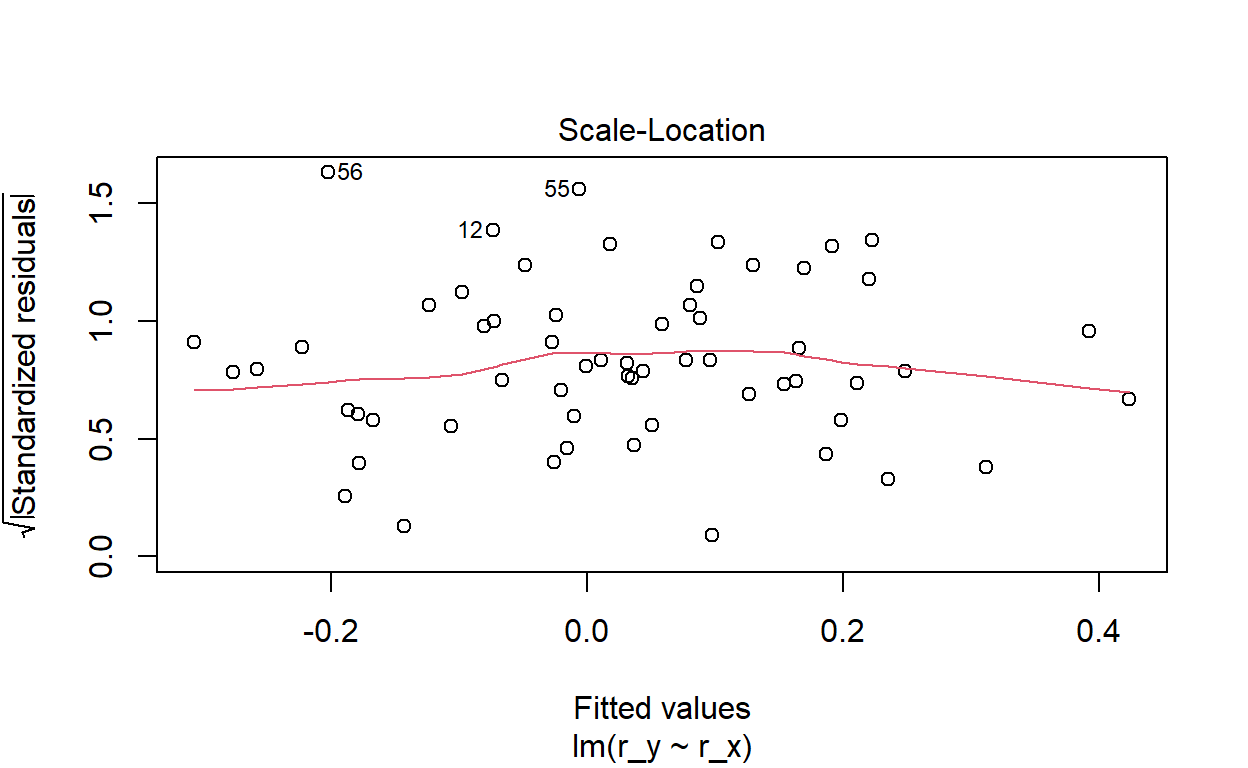 Scale-Location
√|Standardized residuals|
1.5
1.0
0.5
0.0
56
55
12
-0.2 0.0 0.2 0.4
Fitted values
lm(r_y ~ r_x)